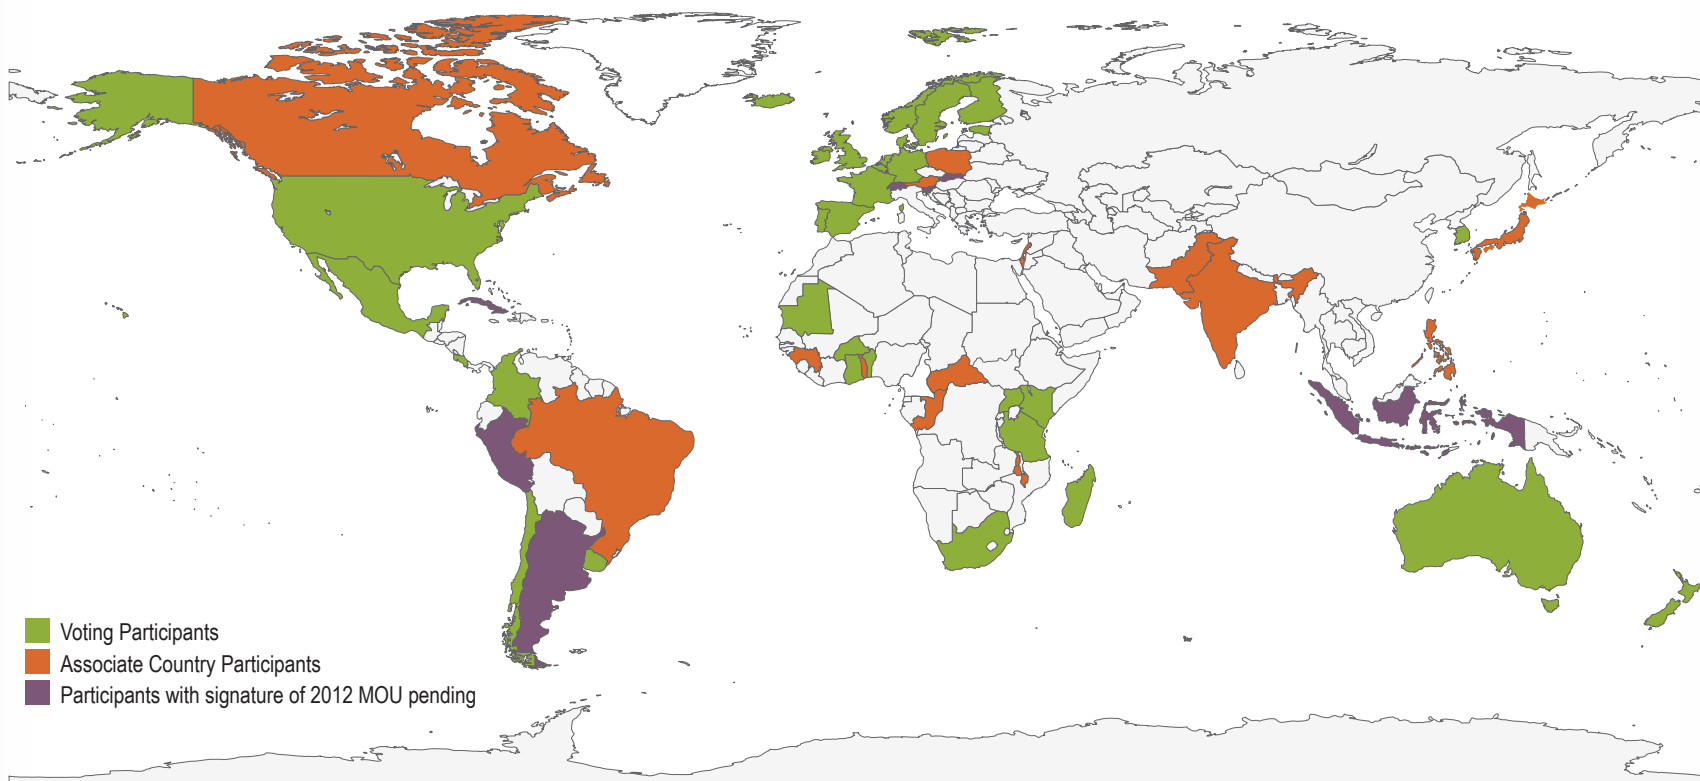 Voting Participants
Associate Country Participants
Participants with signature of 2012 MOU pending